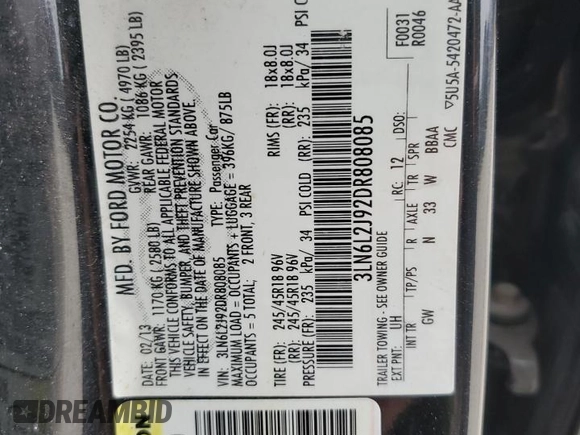 MFD. BY FORD MOTOR CO.
DATE: 02/13 GVWR: 2254 KG ( 4970 LB)
FRONT GAWR: 1170 KG ( 2580 LB) REAR GAWR: 1086 KG ( 2395 LB)
THIS VEHICLE CONFORMS TO ALL APPLICABLE FEDERAL MOTOR
VEHICLE SAFETY, BUMPER, AND THEFT PREVENTION STANDARDS
IN EFFECT ON THE DATE OF MANUFACTURE SHOWN ABOVE.
VIN: 3LN6L2J92DR808085 TYPE: Passenger Car
MAXIMUM LOAD = OCCUPANTS + LUGGAGE = 396KG/ 875LB
OCCUPANTS = 5 TOTAL; 2 FRONT, 3 REAR
TIRE (FR): 245/45R18 96V RIMS (FR): 18x8.0J
(RR): 245/45R18 96V (RR): 18x8.0J
PRESSURE (FR): 235 kPa/ 34 PSI COLD (RR): 235 kPa/ 34 PSI COLD
3LN6L2J92DR808085
F0031
R0046
TRAILER TOWING - SEE OWNER GUIDE
EXT PNT: UH RC: 12 DSO:
INT TR TP/PS R AXLE TR SPR
GW N 33 W BBAA
CMC
▽5U5A-5420472-AA
DREAMBID